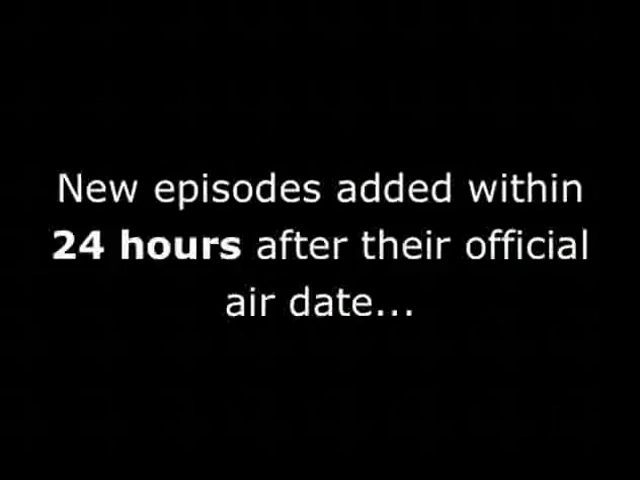 New episodes added within
24 hours after their official
air date...